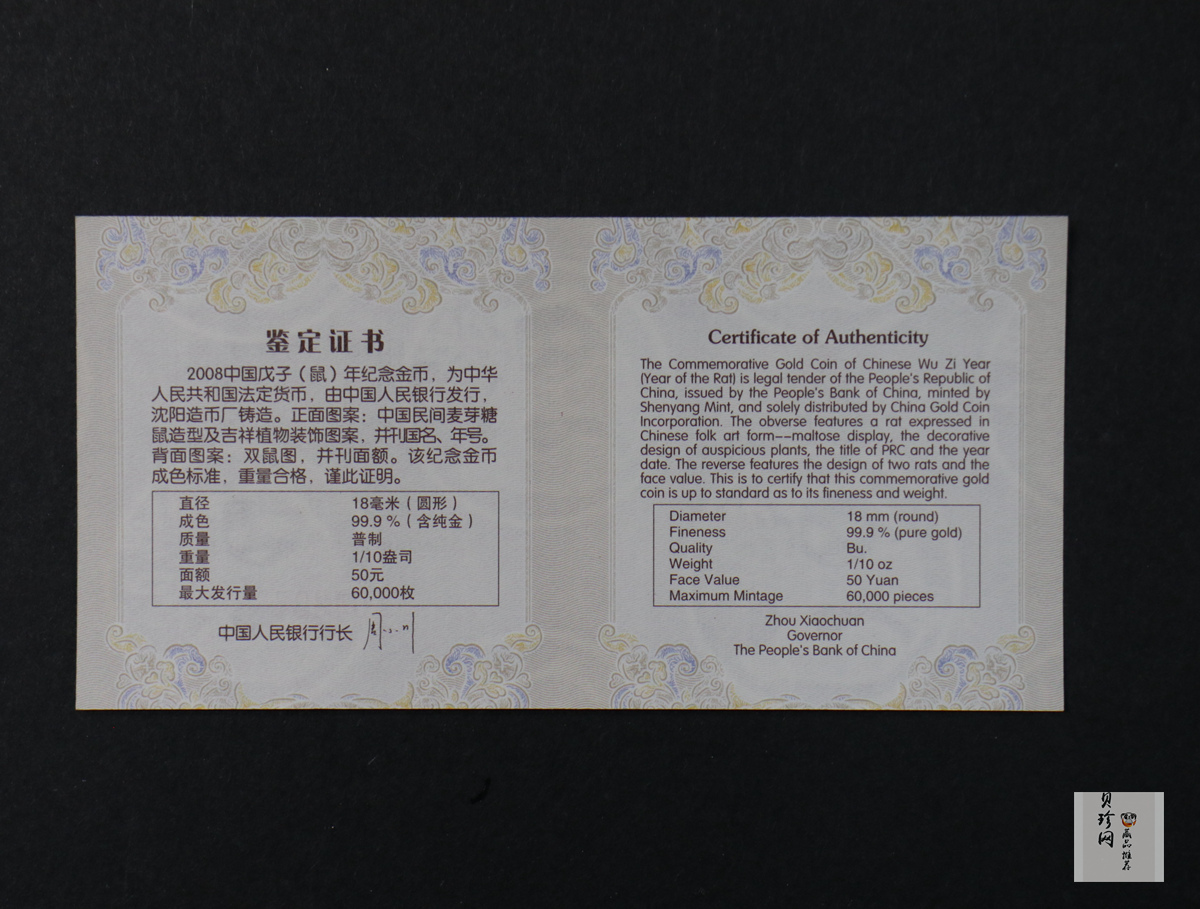 鉴定证书
2008中国戊子（鼠）年纪念金币，为中华
人民共和国法定货币，由中国人民银行发行，
沈阳造币厂铸造。正面图案：中国民间麦芽糖
鼠造型及吉祥植物装饰图案，并刊国名、年号。
背面图案：双鼠图，并刊面额。该纪念金币
成色标准，重量合格，谨此证明。
直径 18毫米（圆形）
成色 99.9％（含纯金）
质量 普制
重量 1/10盎司
面额 50元
最大发行量 60,000枚
中国人民银行行长
Certificate of Authenticity
The Commemorative Gold Coin of Chinese Wu Zi Year
(Year of the Rat) is legal tender of the People's Republic of
China, issued by the People's Bank of China, minted by
Shenyang Mint, and solely distributed by China Gold Coin
Incorporation. The obverse features a rat expressed in
Chinese folk art form--maltose display, the decorative
design of auspicious plants, the title of PRC and the year
date. The reverse features the design of two rats and the
face value. This is to certify that this commemorative gold
coin is up to standard as to its fineness and weight.
Diameter 18 mm (round)
Fineness 99.9 % (pure gold)
Quality Bu.
Weight 1/10 oz
Face Value 50 Yuan
Maximum Mintage 60,000 pieces
Zhou Xiaochuan
Governor
The People's Bank of China
贝珍网
藏品推荐